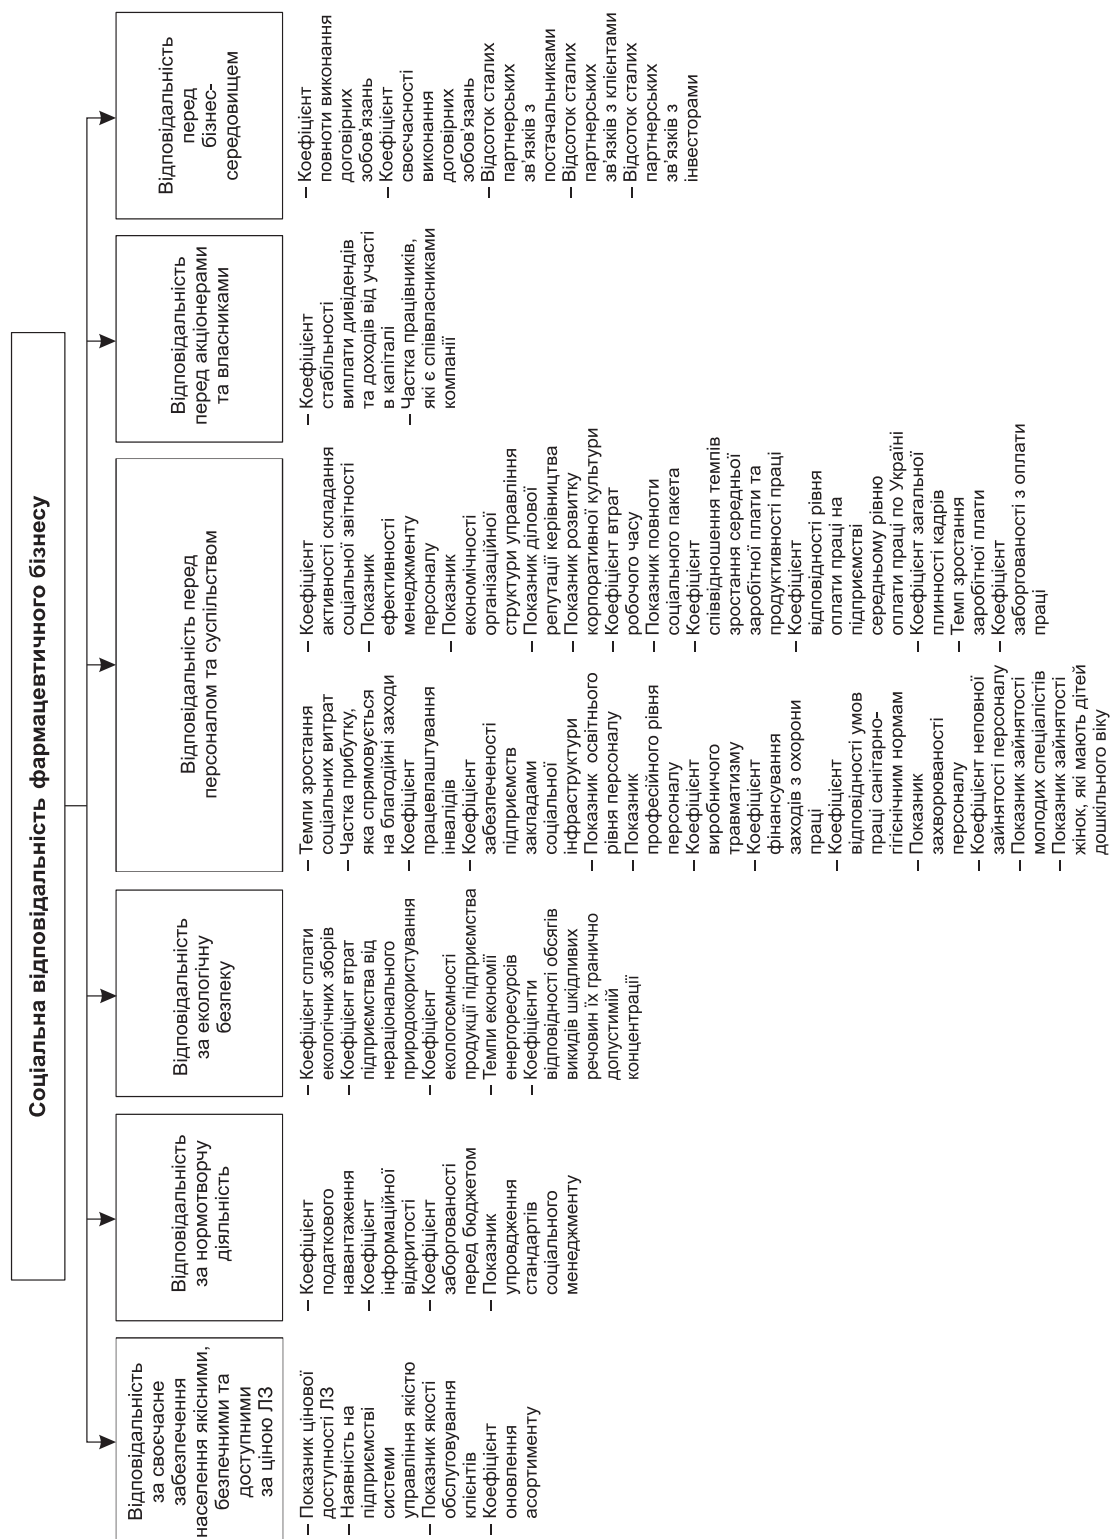 Соціальна відповідальність фармацевтичного бізнесу
Відповідальність
за своєчасне
забезпечення
населення якісними,
безпечними та
доступними
за ціною ЛЗ
– Показник цінової
доступності ЛЗ
– Наявність на
підприємстві
системи
управління якістю
– Показник якості
обслуговування
клієнтів
– Коефіцієнт
оновлення
асортименту
Відповідальність
за нормотворчу
діяльність
– Коефіцієнт
податкового
навантаження
– Коефіцієнт
інформаційної
відкритості
– Коефіцієнт
заборгованості
перед бюджетом
– Показник
упровдження
стандартів
соціального
менеджменту
Відповідальність
за екологічну
безпеку
– Коефіцієнт сплати
екологічних зборів
– Коефіцієнт втрат
підприємства від
нераціонального
природокористування
– Коефіцієнт
екологоємності
продукції підприємства
– Темпи економії
енергоресурсів
– Коефіцієнти
відповідності обсягів
викидів шкідливих
речовин їх гранично
допустимій
концентрації
Відповідальність перед
персоналом та суспільством
– Темпи зростання
соціальних витрат
– Частка прибутку,
яка спрямовується
на благодійні заходи
– Коефіцієнт
працевлаштування
інвалідів
– Коефіцієнт
забезпеченості
підприємств
закладами
соціальної
інфраструктури
– Показник освітнього
рівня персоналу
– Показник
професійного рівня
персоналу
– Коефіцієнт
виробничого
травматизму
– Коефіцієнт
фінансування
заходів з охорони
праці
– Коефіцієнт
відповідності умов
праці санітарно-
гігієнічним нормам
– Показник
захворюваності
персоналу
– Коефіцієнт неповної
зайнятості персоналу
– Показник зайнятості
молодих спеціалістів
– Показник зайнятості
жінок, які мають дітей
дошкільного віку
– Коефіцієнт
активності складання
соціальної звітності
– Показник
ефективності
менеджменту
персоналу
– Показник
економічності
організаційної
структури управління
– Показник ділової
репутації керівництва
– Показник розвитку
корпоративної культури
– Коефіцієнт втрат
робочого часу
– Показник повноти
соціального пакета
– Коефіцієнт
співвідношення темпів
зростання середньої
заробітної плати та
продуктивності праці
– Коефіцієнт
відповідності рівня
оплати праці на
підприємстві
середньому рівню
оплати праці по Україні
– Коефіцієнт загальної
плинності кадрів
– Темп зростання
заробітної плати
– Коефіцієнт
заборгованості з оплати
праці
Відповідальність
перед акціонерами
та власниками
– Коефіцієнт
стабільності
виплати дивідендів
та доходів від участі
в капіталі
– Частка працівників,
які є співвласниками
компанії
Відповідальність
перед
бізнес-
середовищем
– Коефіцієнт
повноти виконання
договірних
зобов’язань
– Коефіцієнт
своєчасності
виконання
договірних
зобов’язань
– Відсоток сталих
партнерських
зв’язків з
постачальниками
– Відсоток сталих
партнерських
зв’язків з клієнтами
– Відсоток сталих
партнерських
зв’язків з
інвесторами